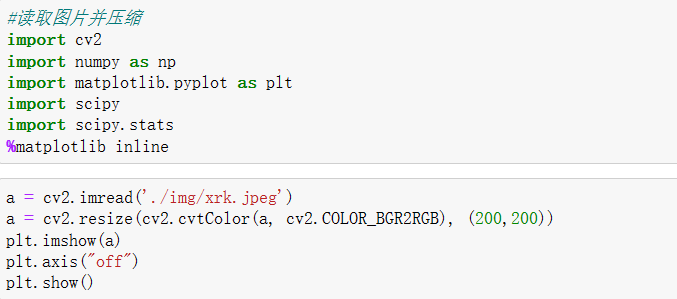 #读取图片并压缩
import cv2
import numpy as np
import matplotlib.pyplot as plt
import scipy
import scipy.stats
%matplotlib inline
a = cv2.imread('./img/xrk.jpeg')
a = cv2.resize(cv2.cvtColor(a, cv2.COLOR_BGR2RGB), (200,200))
plt.imshow(a)
plt.axis("off")
plt.show()